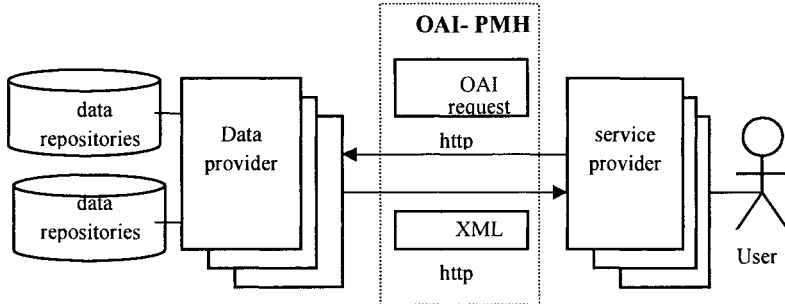 OAI- PMH
data
repositories
data
repositories
Data
provider
OAI
request
http
XML
http
service
provider
User